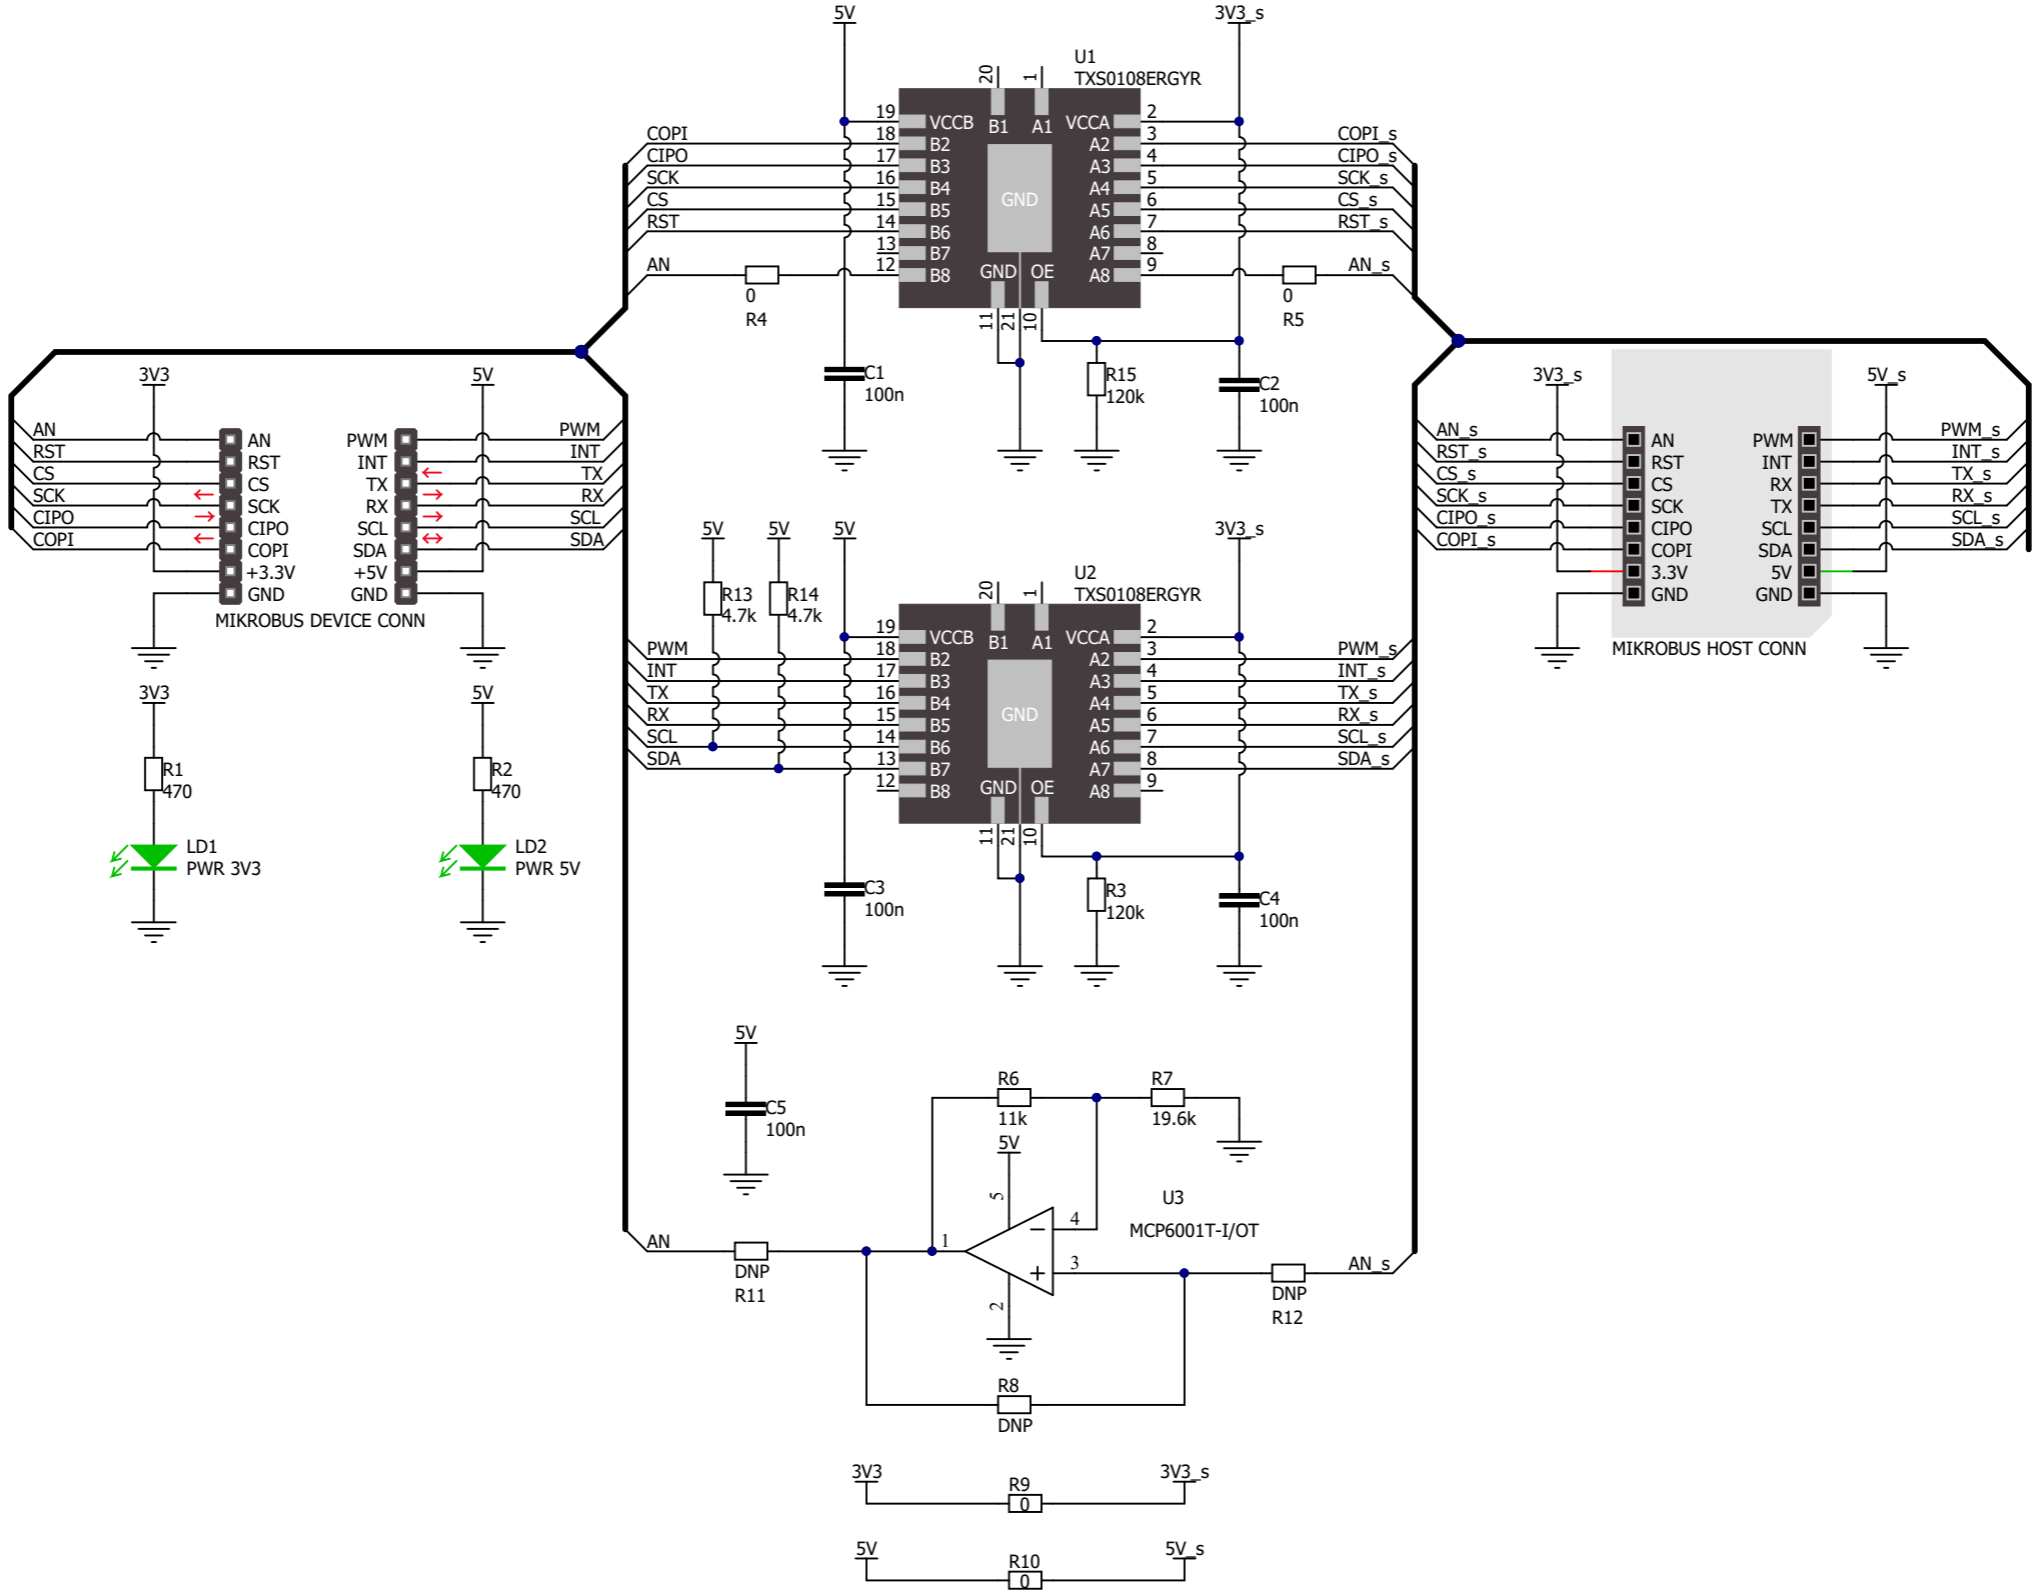 5V
3V3_s
U1
TXS0108ERGYR
20
1
19
VCCB
B1
A1
VCCA
2
COPI
18
B2
A2
3
COPI_s
CIPO
17
B3
A3
4
CIPO_s
SCK
16
B4
A4
5
SCK_s
CS
15
B5
GND
A5
6
CS_s
RST
14
B6
A6
7
RST_s
13
B7
A7
8
AN
12
B8
GND
OE
A8
9
AN_s
0
R4
11
21
10
0
R5
C1
100n
R15
120k
C2
100n
3V3
5V
AN
RST
CS
SCK
CIPO
COPI
AN
RST
CS
SCK
CIPO
COPI
+3.3V
GND
PWM
INT
TX
RX
SCL
SDA
+5V
GND
PWM
INT
TX
RX
SCL
SDA
MIKROBUS DEVICE CONN
3V3_s
5V_s
AN_s
RST_s
CS_s
SCK_s
CIPO_s
COPI_s
AN
RST
CS
SCK
CIPO
COPI
3.3V
GND
PWM
INT
RX
TX
SCL
SDA
5V
GND
PWM_s
INT_s
TX_s
RX_s
SCL_s
SDA_s
MIKROBUS HOST CONN
3V3
R1
470
LD1
PWR 3V3
5V
R2
470
LD2
PWR 5V
5V
5V
5V
3V3_s
R13
4.7k
R14
4.7k
U2
TXS0108ERGYR
20
1
19
VCCB
B1
A1
VCCA
2
PWM
18
B2
A2
3
PWM_s
INT
17
B3
A3
4
INT_s
TX
16
B4
A4
5
TX_s
RX
15
B5
GND
A5
6
RX_s
SCL
14
B6
A6
7
SCL_s
SDA
13
B7
A7
8
SDA_s
12
B8
GND
OE
A8
9
11
21
10
C3
100n
R3
120k
C4
100n
5V
C5
100n
R6
11k
R7
19.6k
5V
5
U3
MCP6001T-I/OT
4
AN
1
3
AN_s
DNP
R11
2
DNP
R12
R8
DNP
3V3
R9
0
3V3_s
5V
R10
0
5V_s